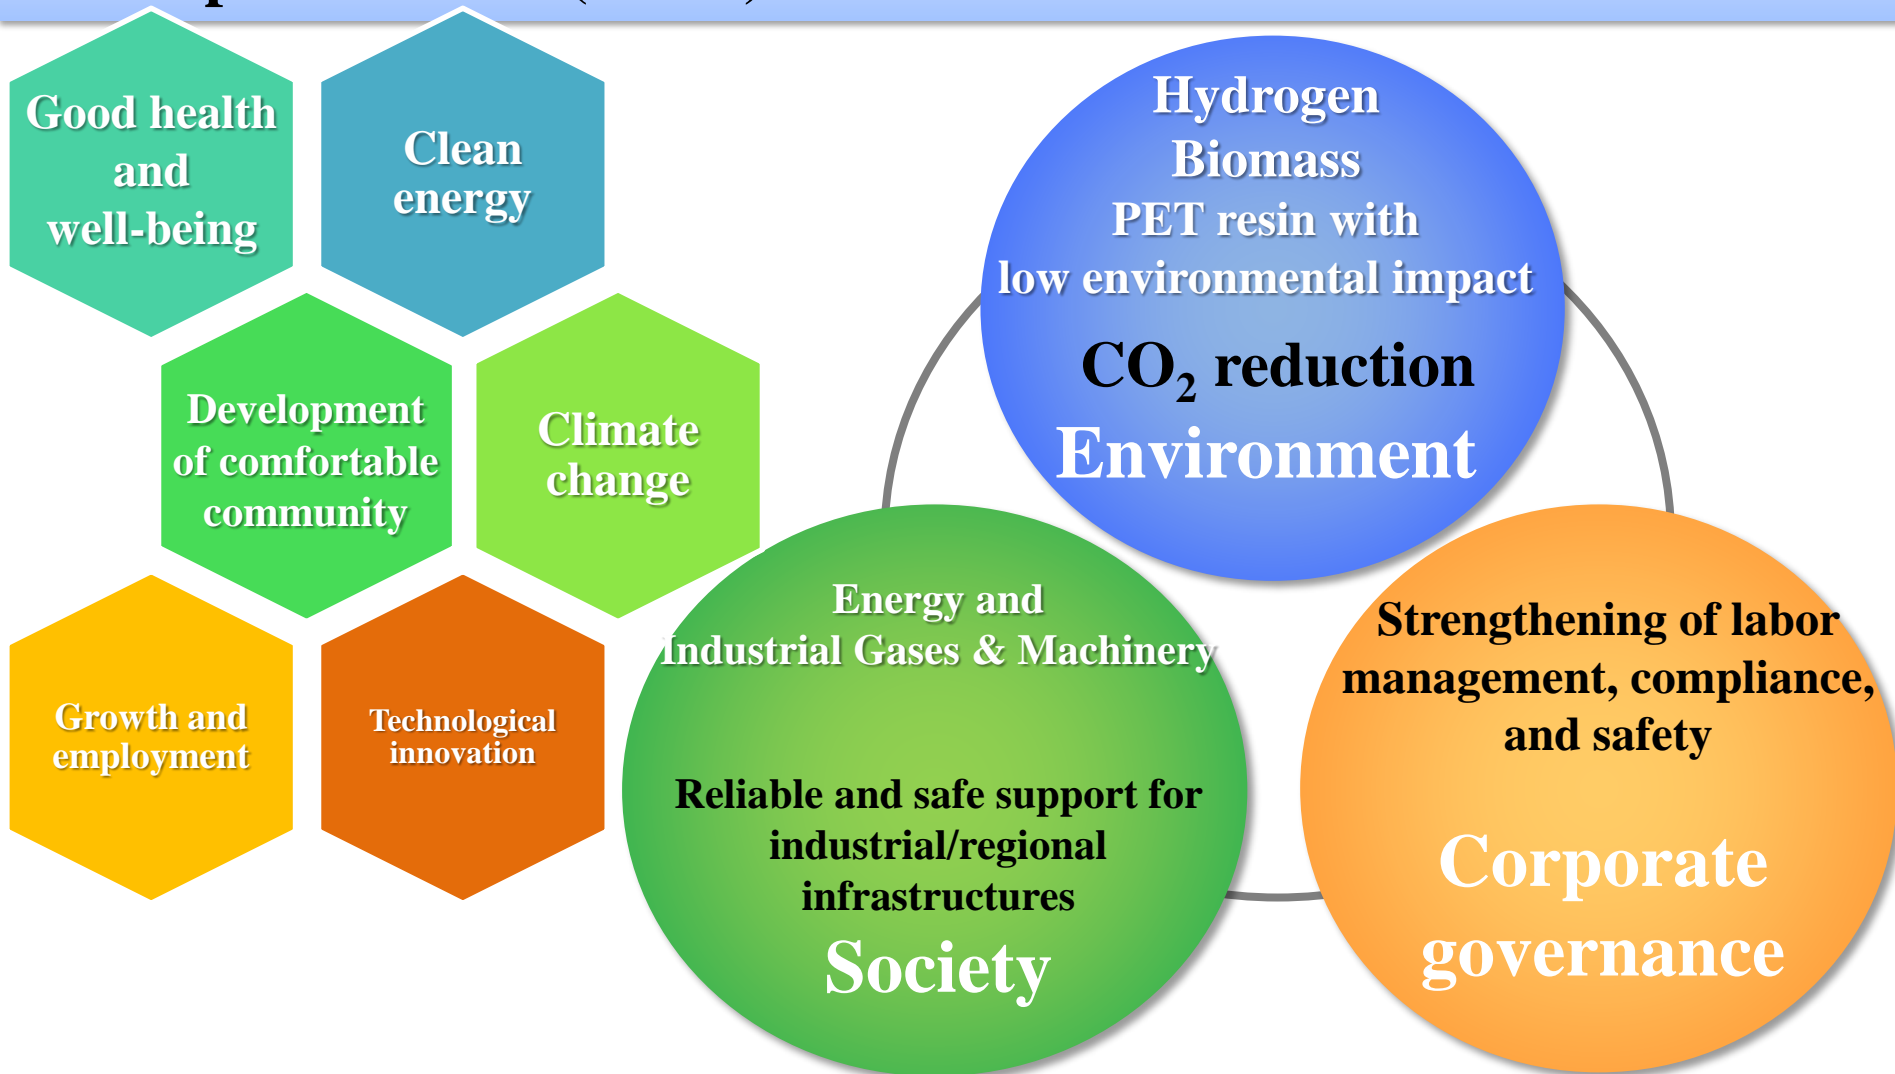 Good health
and
well-being
Clean
energy
Development
of comfortable
community
Climate
change
Growth and
employment
Technological
innovation
Hydrogen
Biomass
PET resin with
low environmental impact
CO₂ reduction
Environment
Energy and
Industrial Gases & Machinery
Reliable and safe support for
industrial/regional
infrastructures
Society
Strengthening of labor
management, compliance,
and safety
Corporate
governance